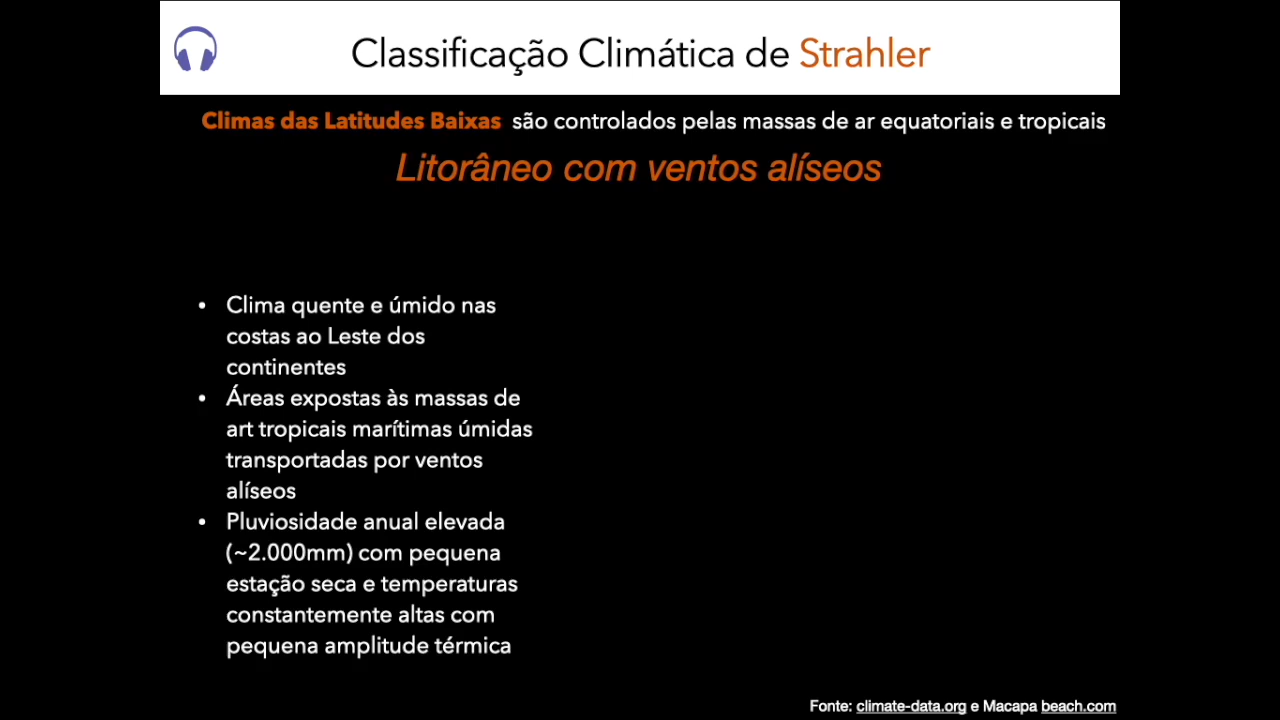 Classificação Climática de Strahler
Climas das Latitudes Baixas são controlados pelas massas de ar equatoriais e tropicais
Litorâneo com ventos alíseos
• Clima quente e úmido nas
costas ao Leste dos
continentes
• Áreas expostas às massas de
art tropicais marítimas úmidas
transportadas por ventos
alíseos
• Pluviosidade anual elevada
(~2.000mm) com pequena
estação seca e temperaturas
constantemente altas com
pequena amplitude térmica
Fonte: climate-data.org e Macapa beach.com